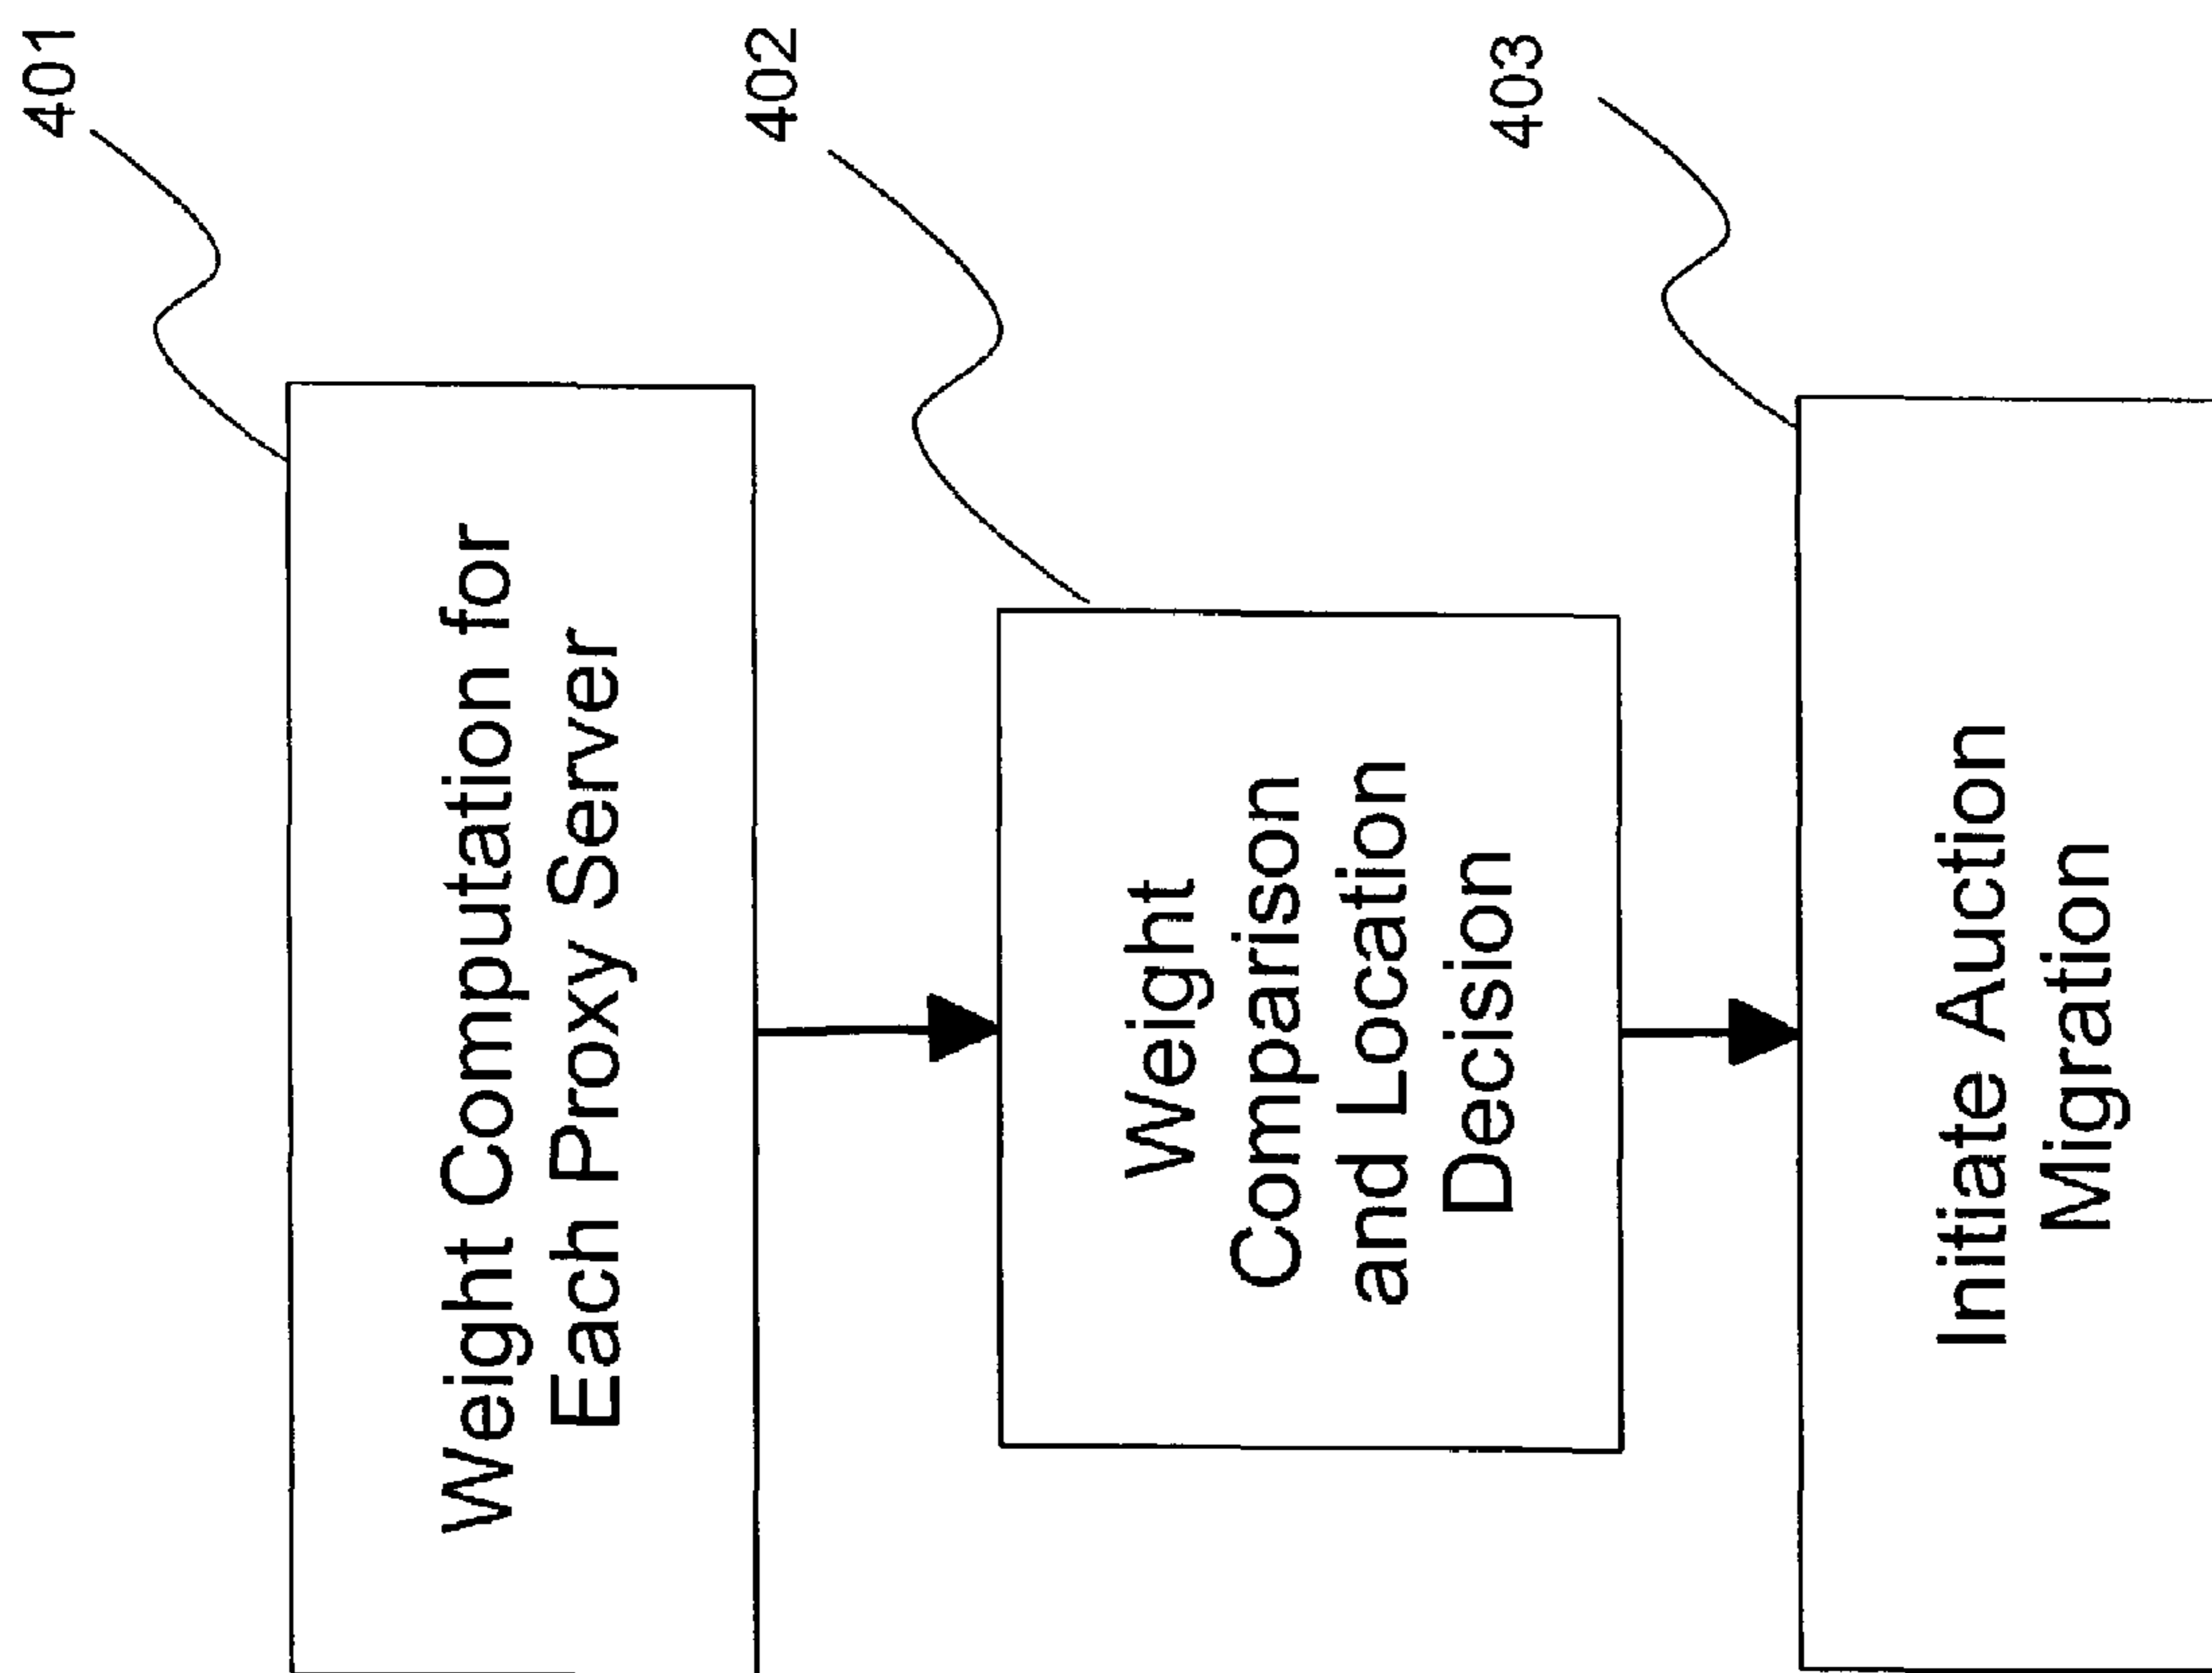 401
Weight Computation for
Each Proxy Server
402
Weight
Comparison
and Location
Decision
403
Initiate Auction
Migration